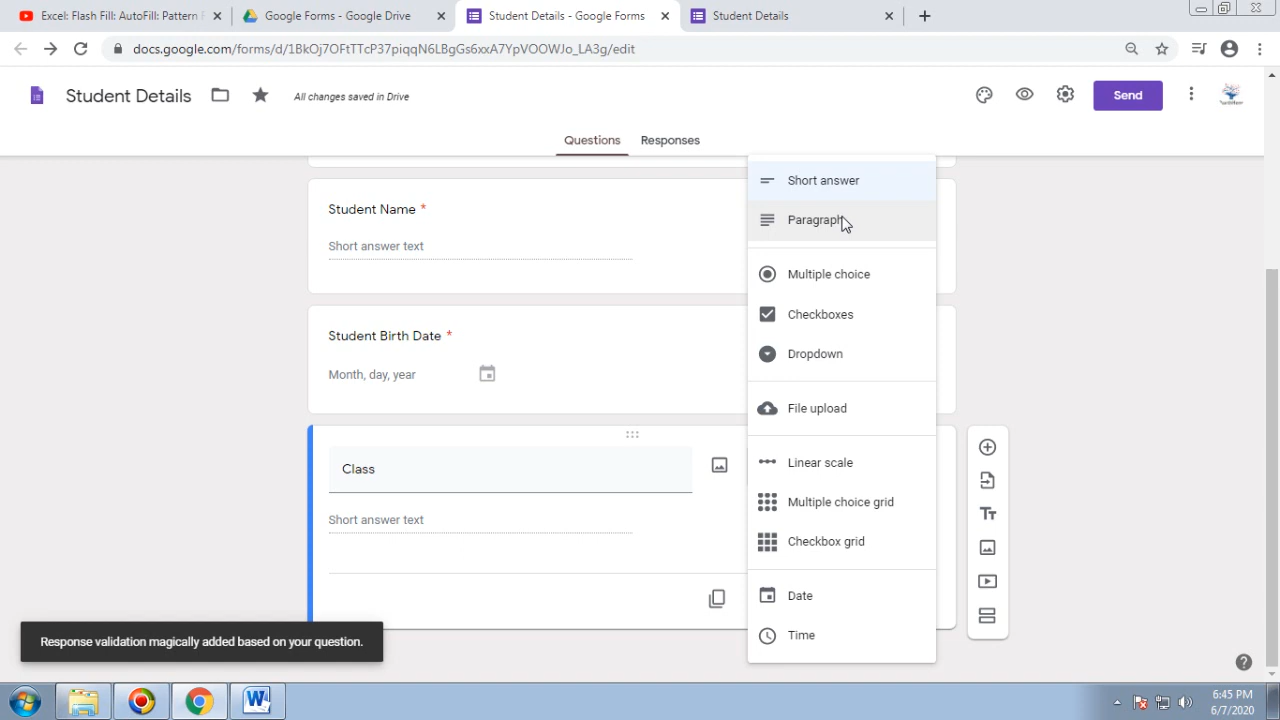 Excel: Flash Fill: AutoFill: Pattern F
Google Forms - Google Drive
Student Details - Google Forms
Student Details
docs.google.com/forms/d/1BkOj7OFtTTcP37piqqN6LBgGs6xxA7YpVOOWJo_LA3g/edit
Student Details
All changes saved in Drive
Send
Questions
Responses
Student Name *
Short answer text
Student Birth Date *
Month, day, year
Class
Short answer text
Short answer
Paragraph
Multiple choice
Checkboxes
Dropdown
File upload
Linear scale
Multiple choice grid
Checkbox grid
Date
Time
Tт
Response validation magically added based on your question.
6:45 PM
6/7/2020